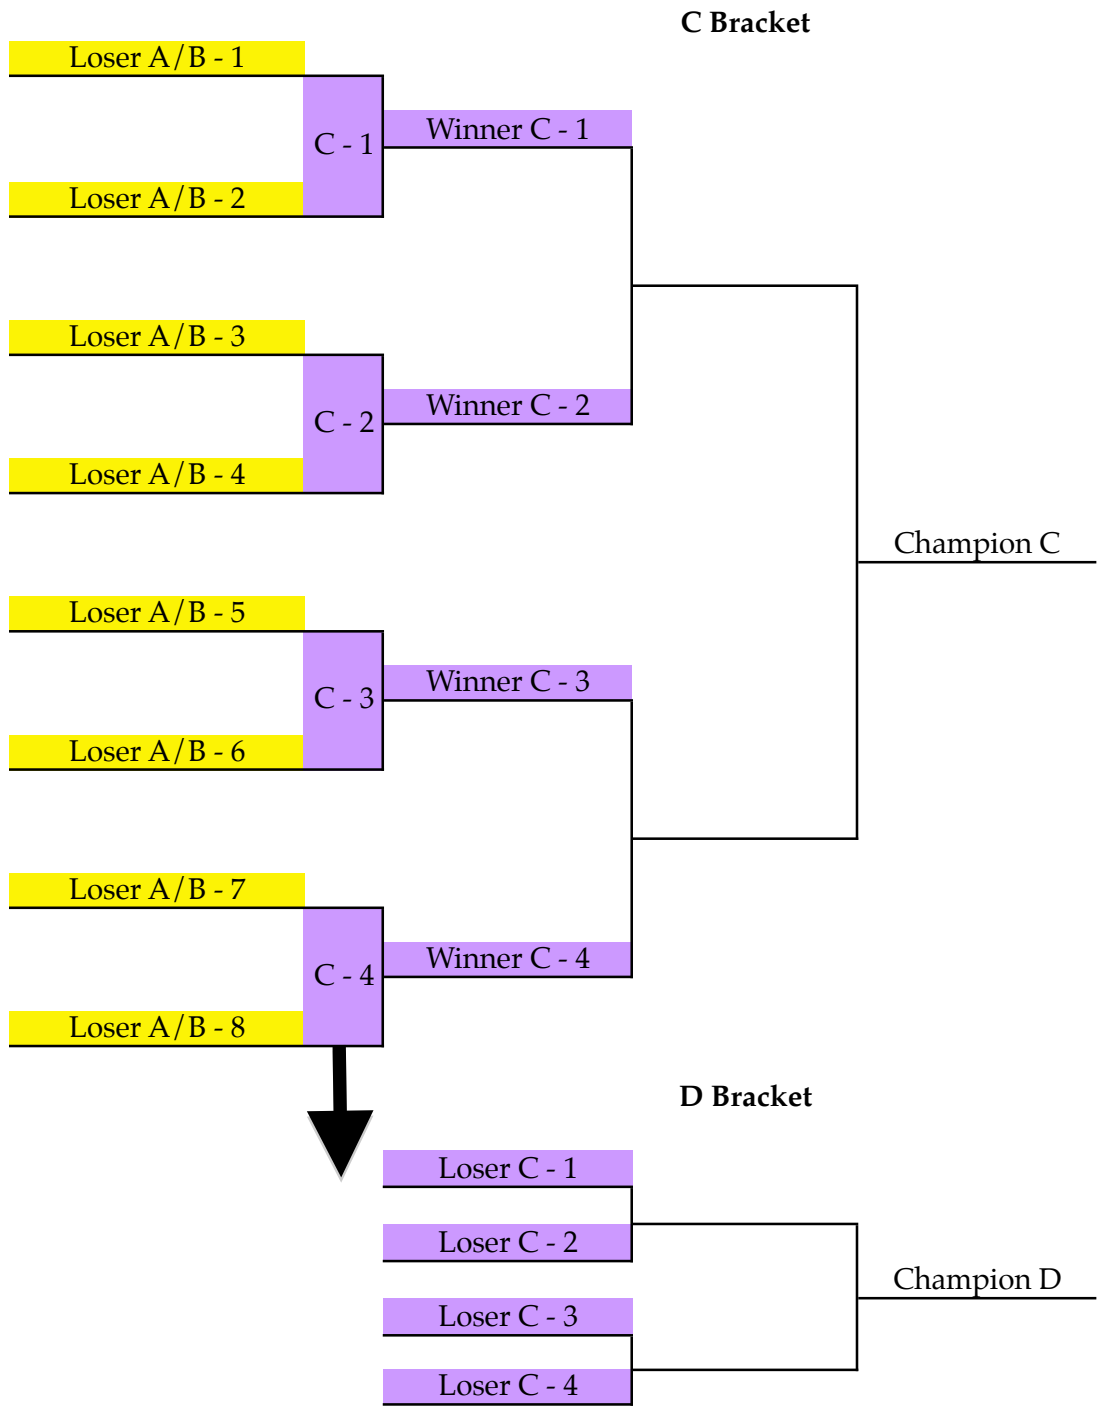 C Bracket
Loser A/B - 1
C - 1
Winner C - 1
Loser A/B - 2
Loser A/B - 3
C - 2
Winner C - 2
Loser A/B - 4
Champion C
Loser A/B - 5
C - 3
Winner C - 3
Loser A/B - 6
Loser A/B - 7
C - 4
Winner C - 4
Loser A/B - 8
D Bracket
Loser C - 1
Loser C - 2
Champion D
Loser C - 3
Loser C - 4